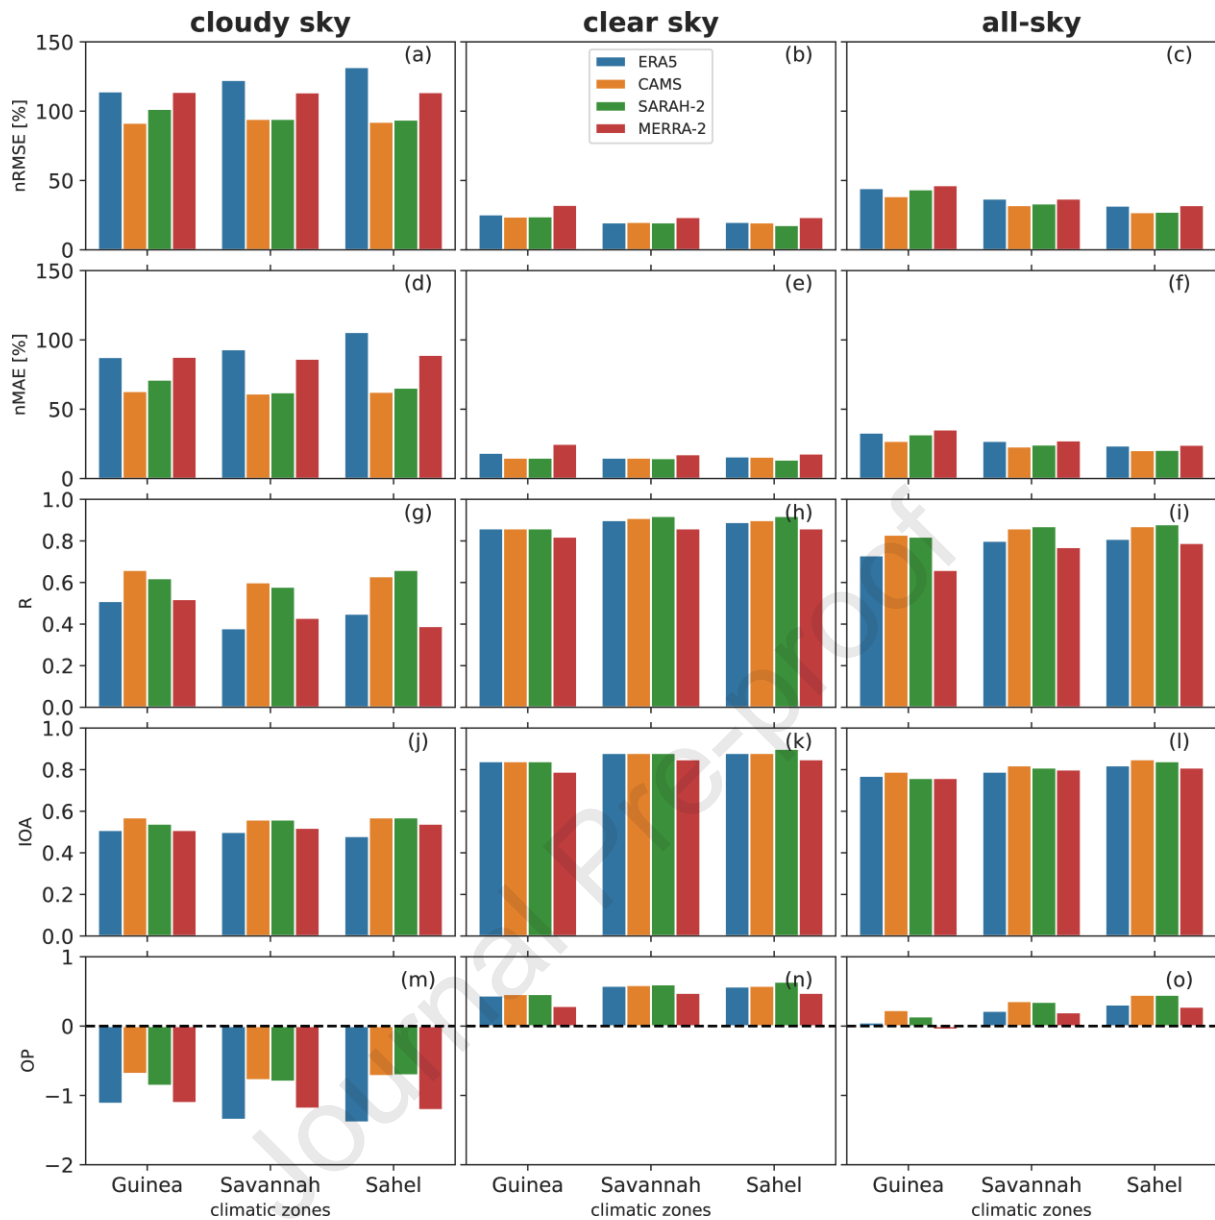 cloudy sky clear sky all-sky
150 (a) (b) (c)
ERA5
CAMS
SARAH-2
MERRA-2
100
nRMSE [%]
50
0
150 (d) (e) (f)
100
nMAE [%]
50
0
1.0 (g) (h) (i)
0.8
0.6
R
0.4
0.2
0.0
1.0 (j) (k) (l)
0.8
0.6
IOA
0.4
0.2
0.0
1 (m) (n) (o)
0
OP
−1
−2
Guinea Savannah Sahel Guinea Savannah Sahel Guinea Savannah Sahel
climatic zones climatic zones climatic zones
Journal Pre-proof